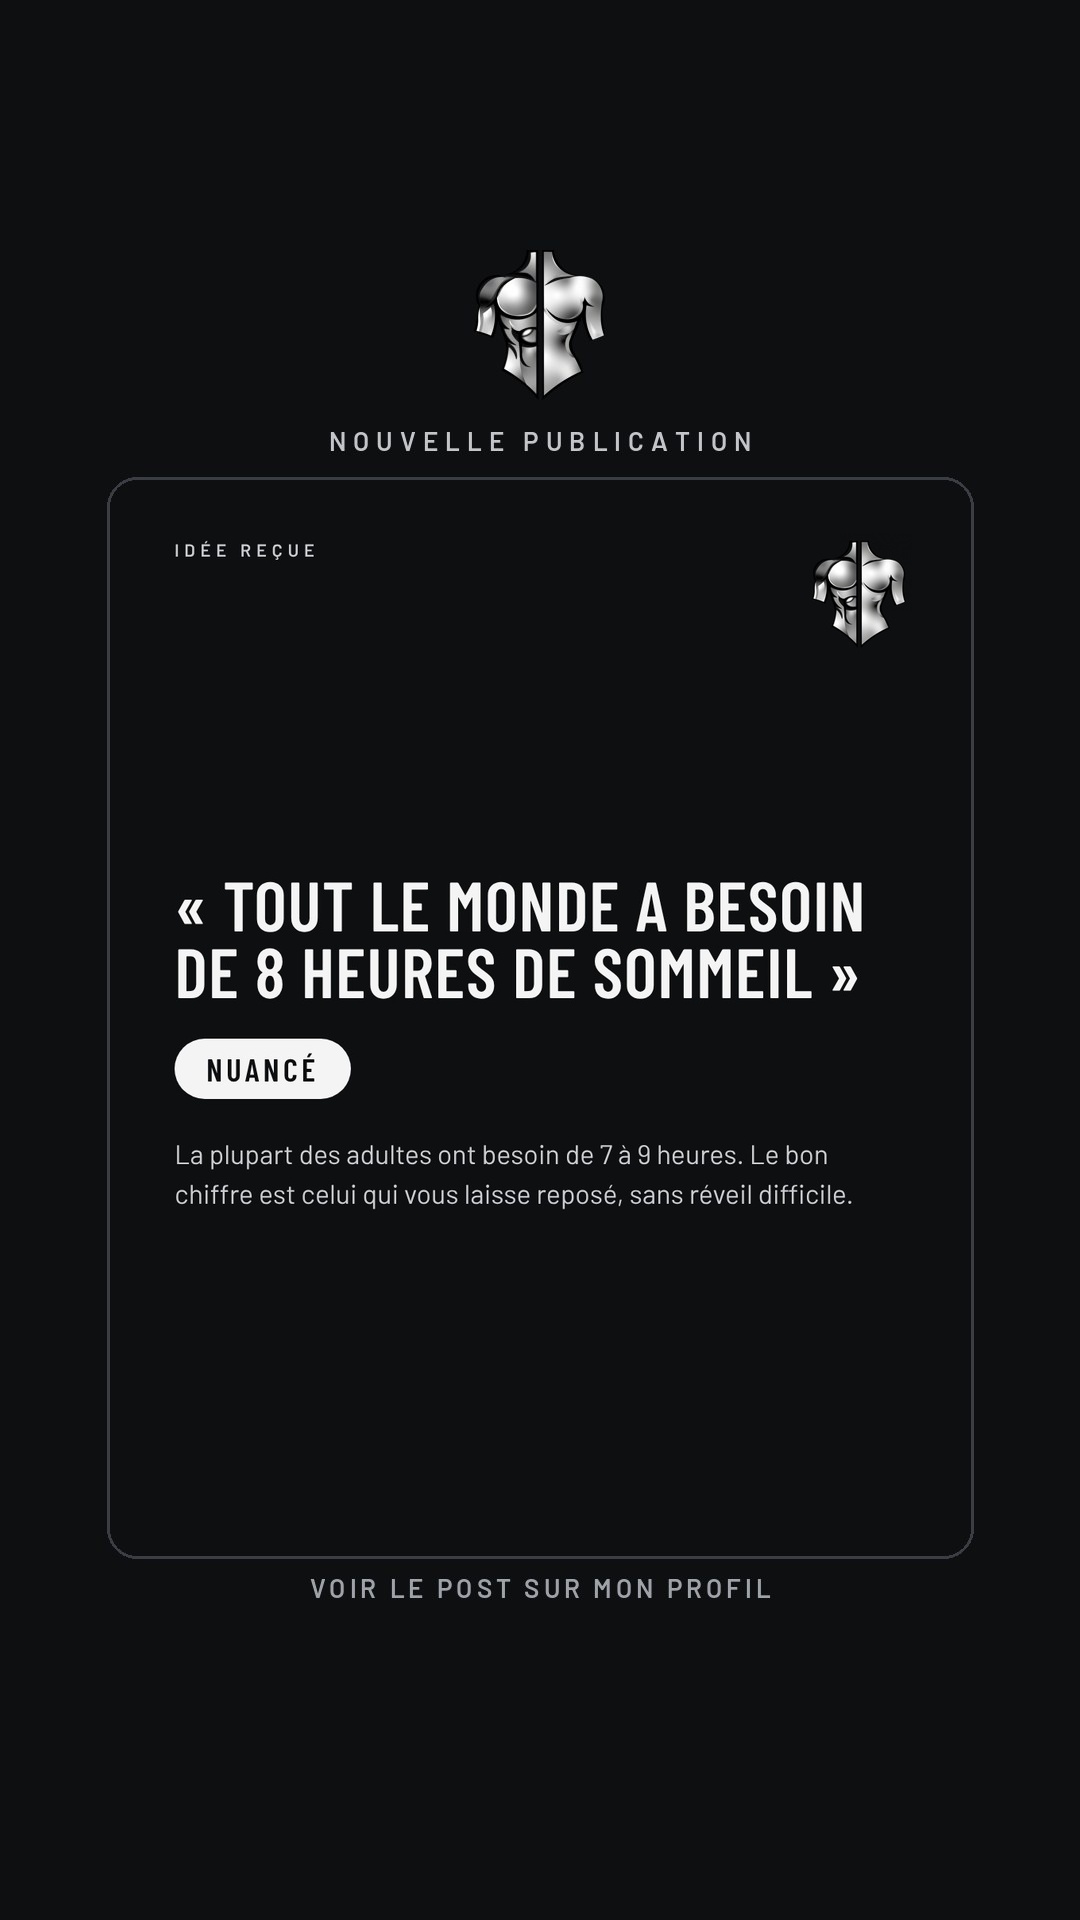 NOUVELLE PUBLICATION
IDÉE REÇUE
« TOUT LE MONDE A BESOIN
DE 8 HEURES DE SOMMEIL »
NUANCÉ
La plupart des adultes ont besoin de 7 à 9 heures. Le bon
chiffre est celui qui vous laisse reposé, sans réveil difficile.
VOIR LE POST SUR MON PROFIL